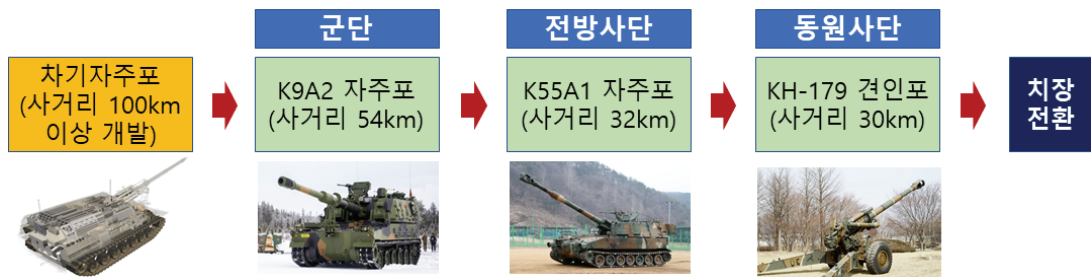 군단
전방사단
동원사단
차기자주포
(사거리 100km
이상 개발)
K9A2 자주포
(사거리 54km)
K55A1 자주포
(사거리 32km)
KH-179 견인포
(사거리 30km)
치장
전환